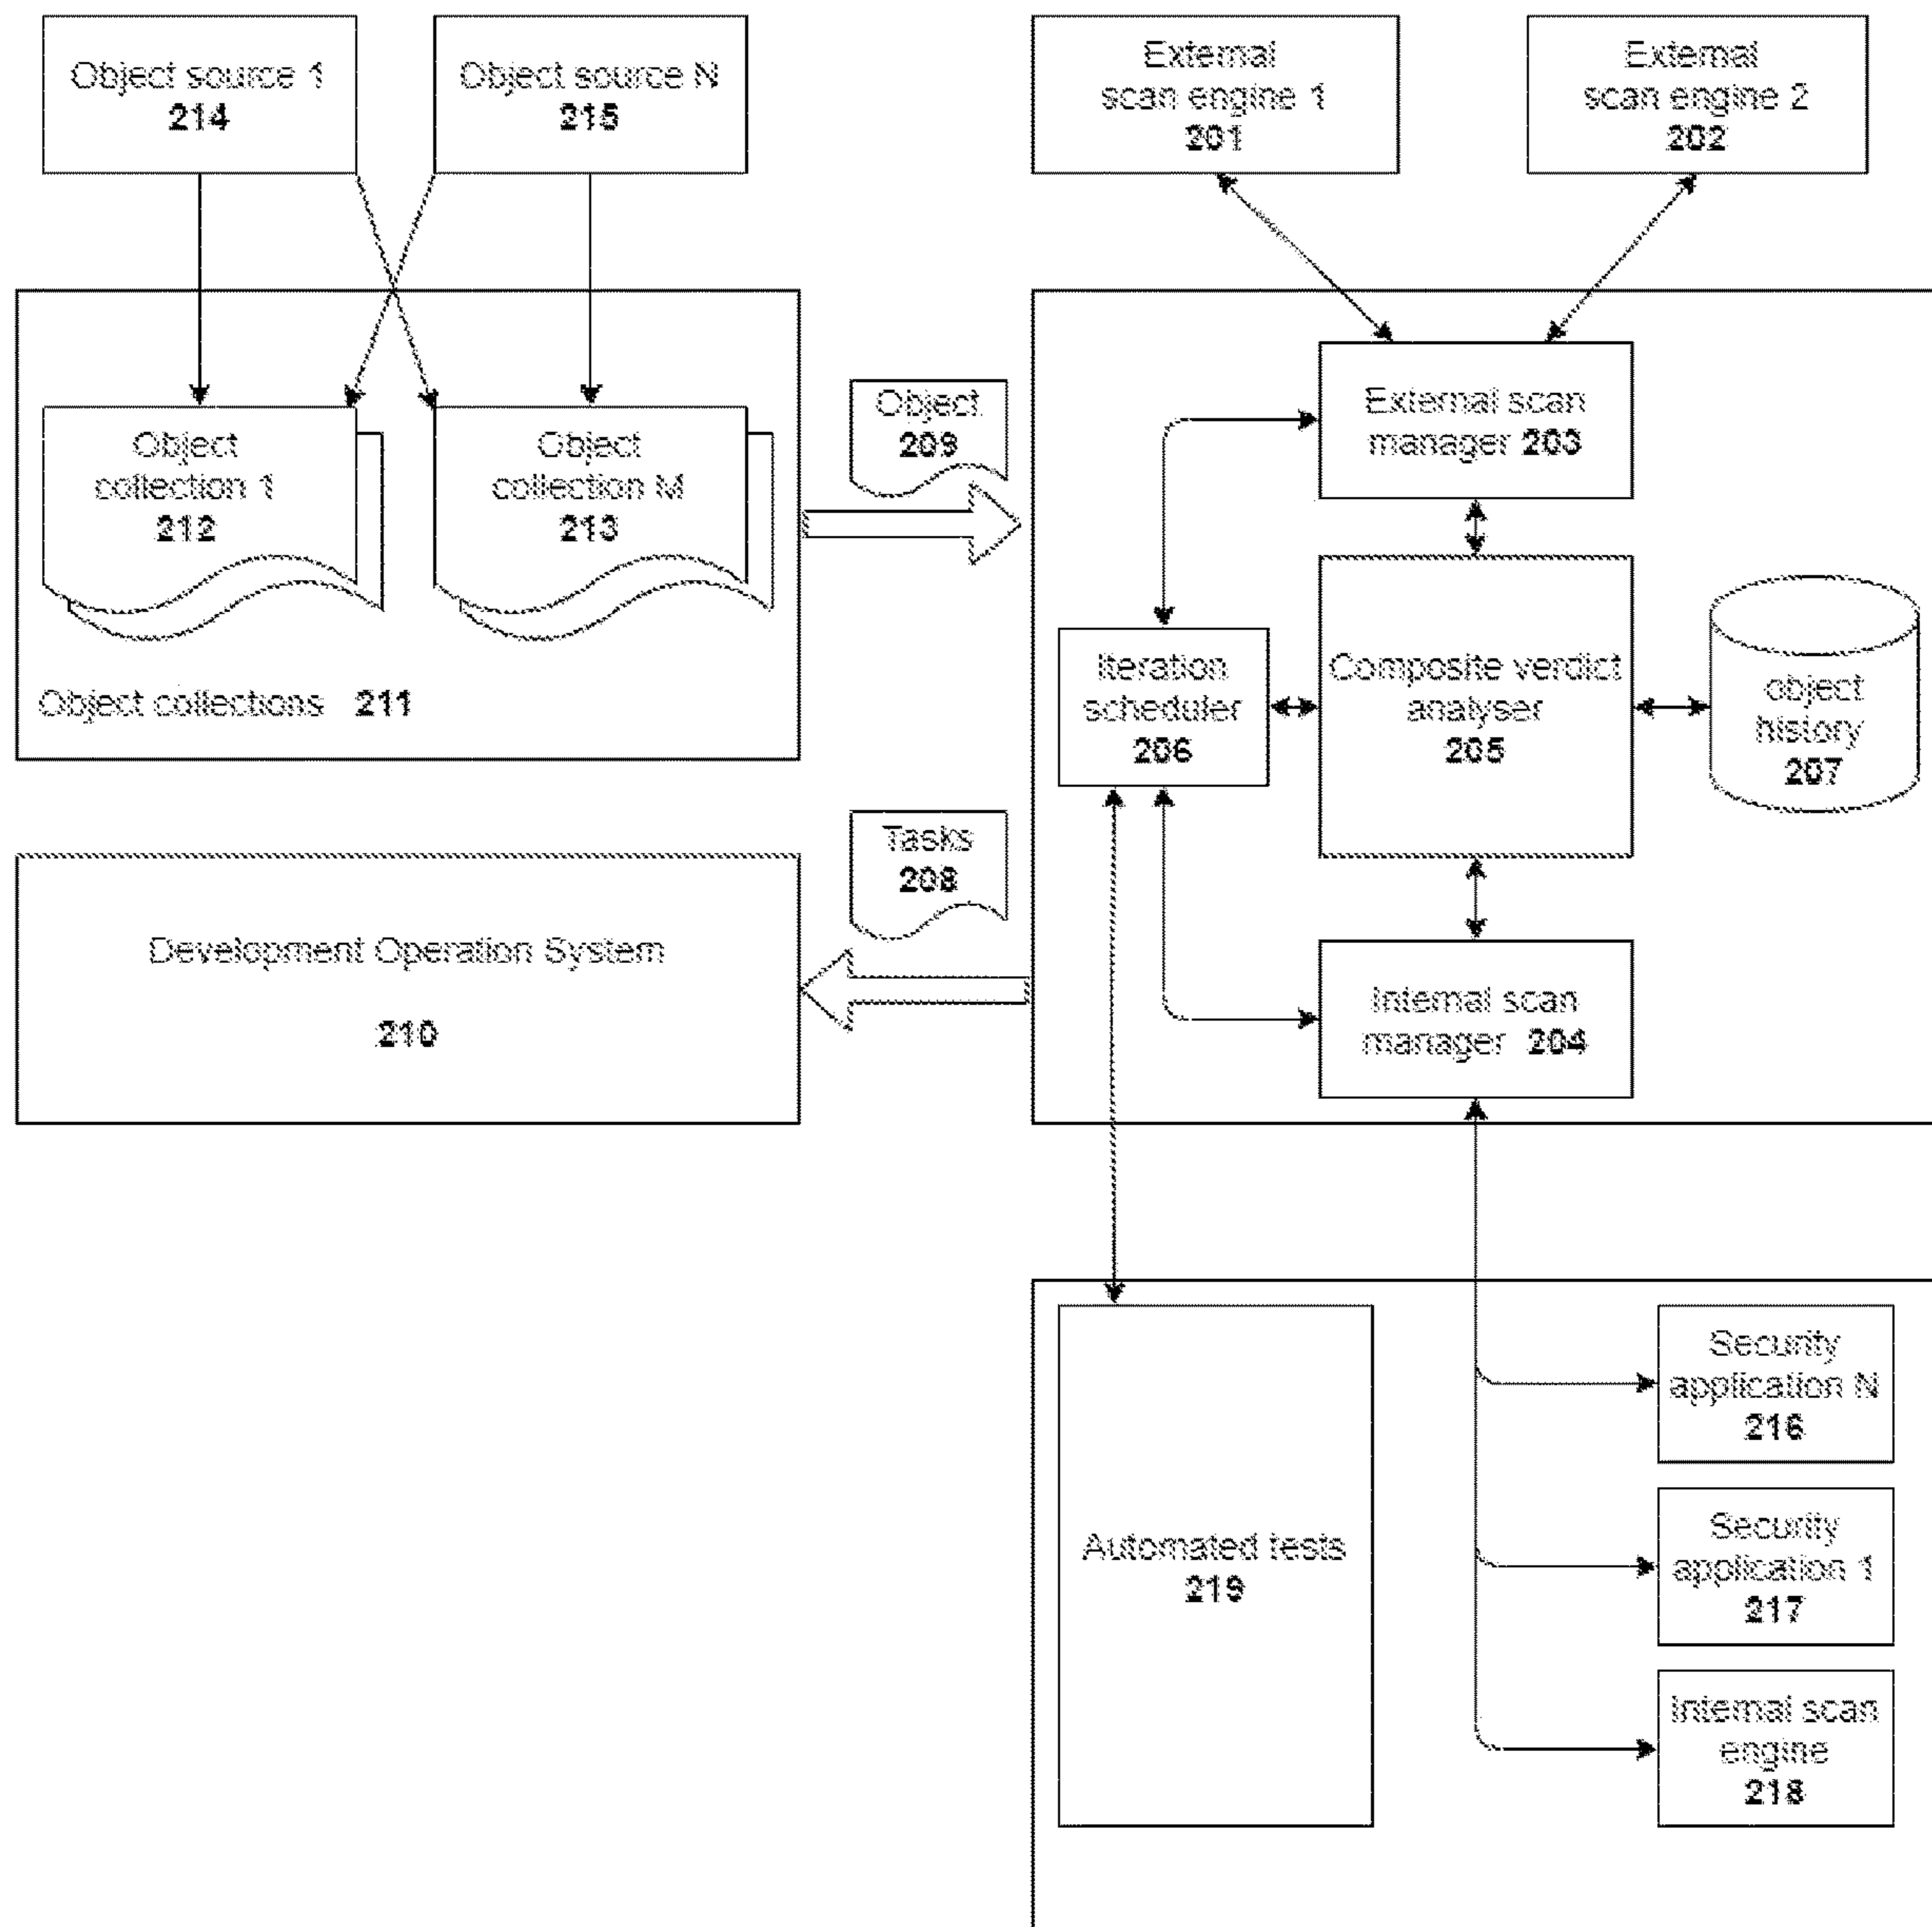 Object source 1
214
Object source N
215
External
scan engine 1
201
External
scan engine 2
202
Object
collection 1
212
Object
collection M
213
Object collections 211
Object
209
External scan
manager 203
Iteration
scheduler
206
Composite verdict
analyser
205
object
history
207
Tasks
208
Development Operation System
210
Internal scan
manager 204
Automated tests
219
Security
application N
216
Security
application 1
217
Internal scan
engine
218